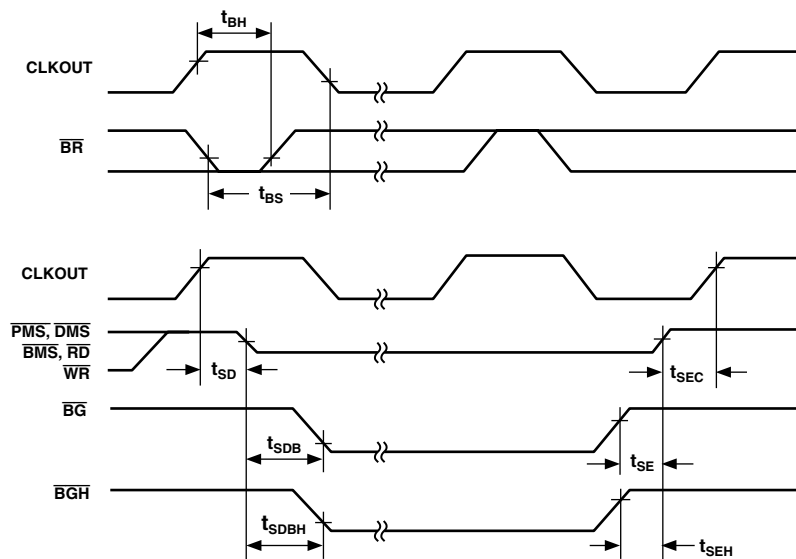 tBH
CLKOUT
BR
tBS
CLKOUT
PMS, DMS
BMS, RD
WR
tSD
tSEC
BG
tSDB
tSE
BGH
tSDBH
tSEH